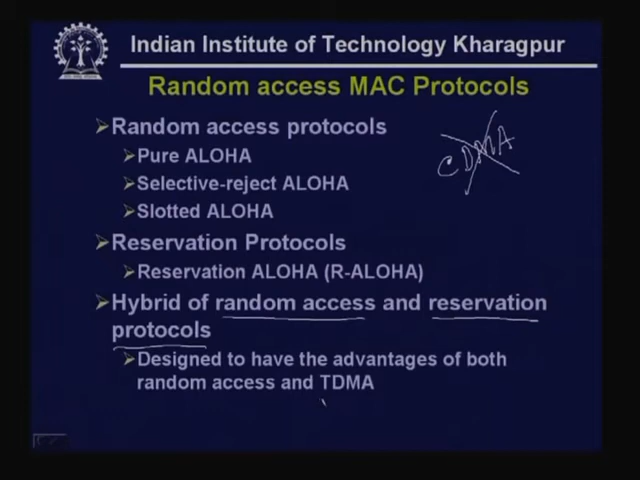 Indian Institute of Technology Kharagpur
Random access MAC Protocols
Random access protocols
CDMA
Pure ALOHA
Selective-reject ALOHA
Slotted ALOHA
Reservation Protocols
Reservation ALOHA (R-ALOHA)
Hybrid of random access and reservation
protocols
Designed to have the advantages of both
random access and TDMA